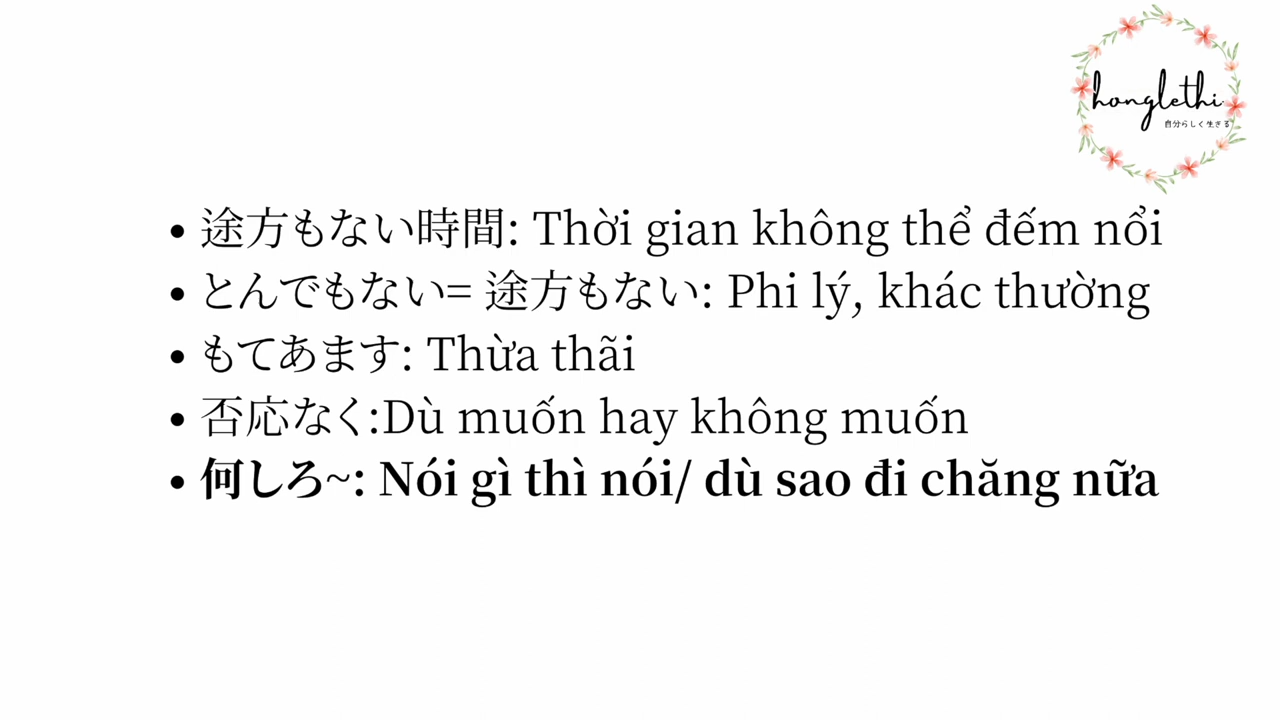 honglethi
自分らしく生きる
• 途方もない時間: Thời gian không thể đếm nổi
• とんでもない= 途方もない: Phi lý, khác thường
• もてあます: Thừa thãi
• 否応なく:Dù muốn hay không muốn
• 何しろ~: Nói gì thì nói/ dù sao đi chăng nữa